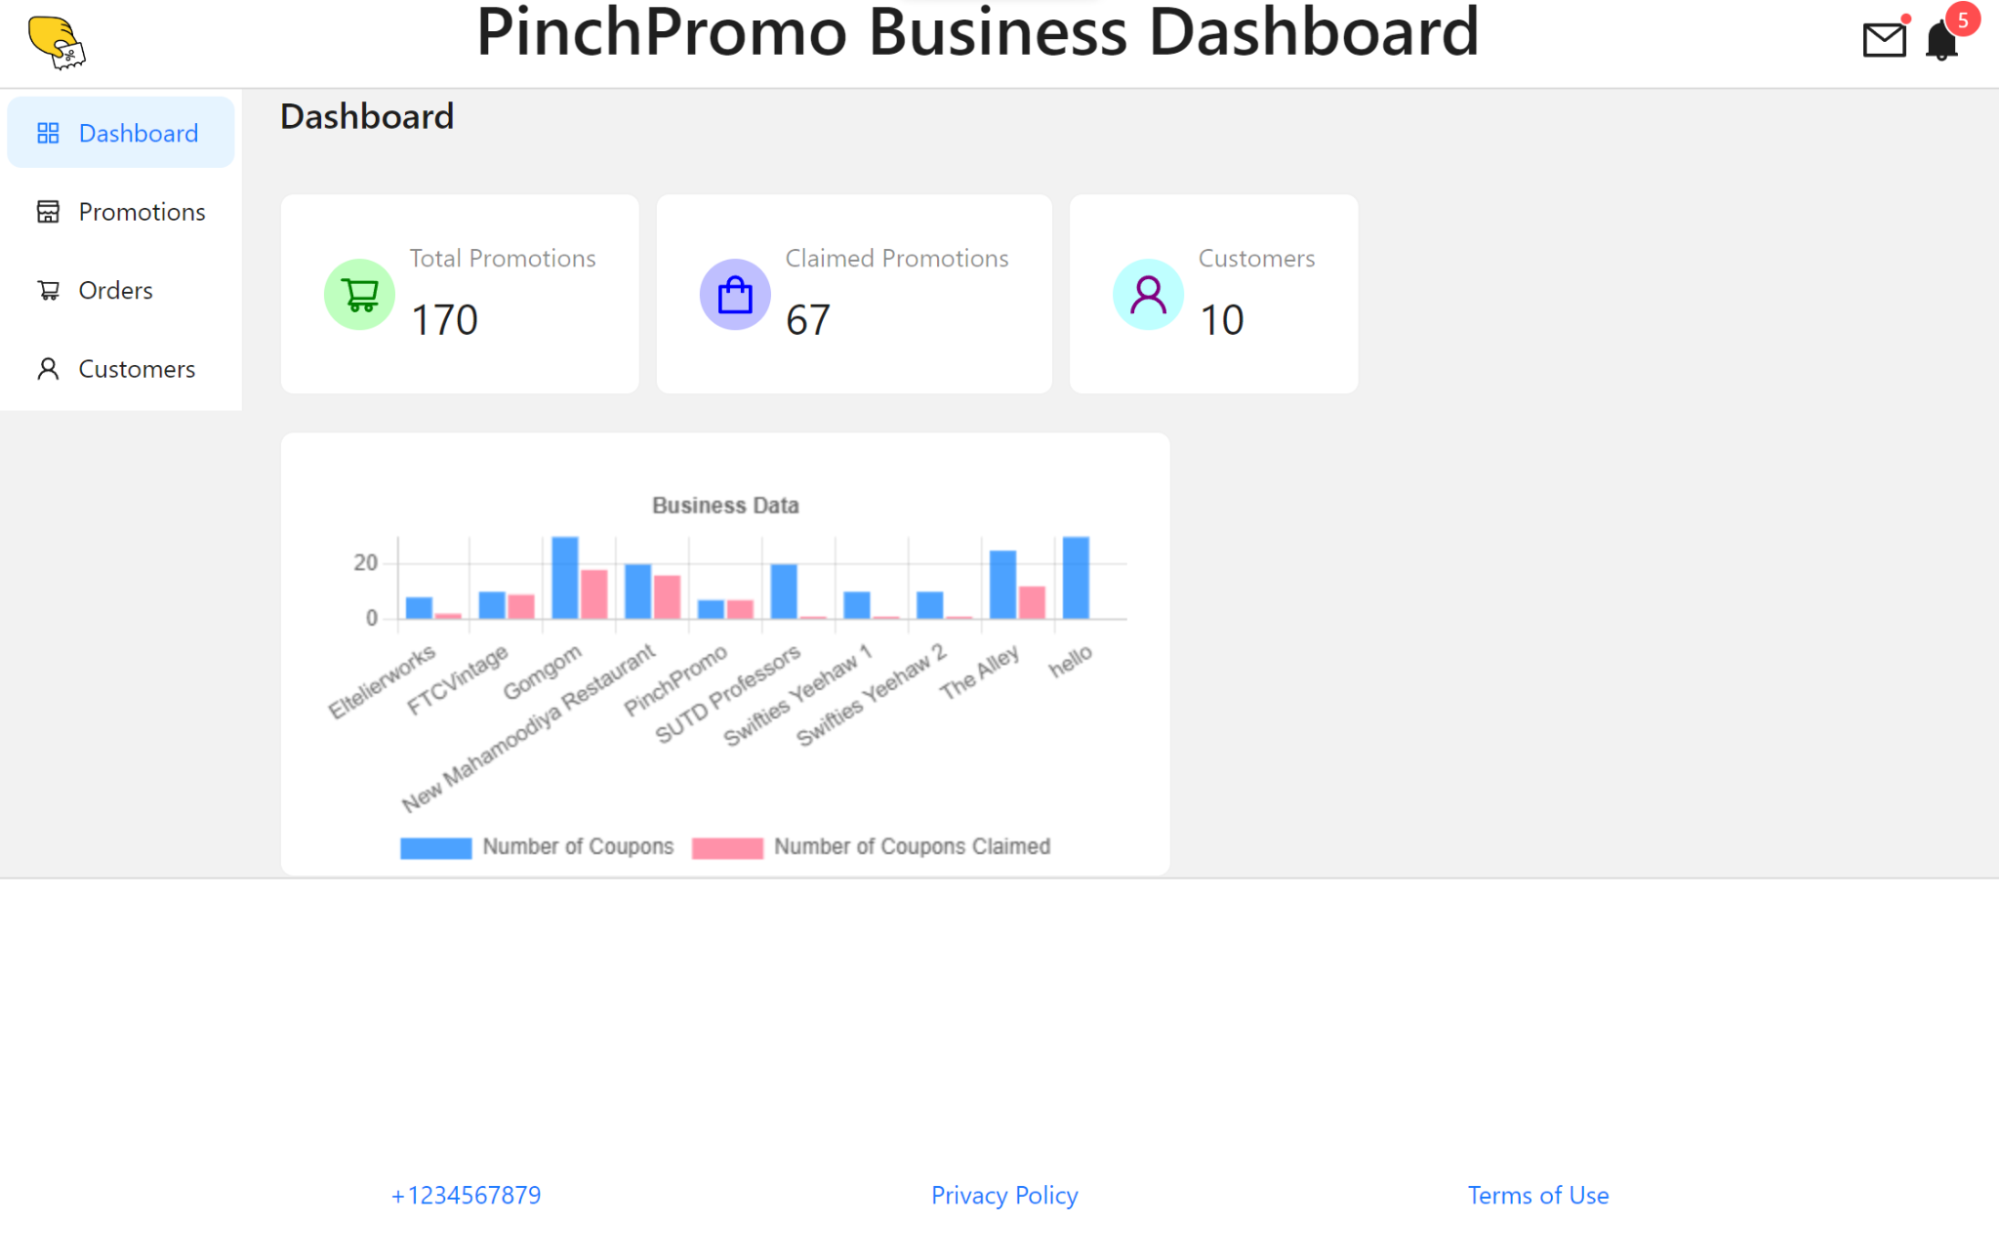 PinchPromo Business Dashboard
5
Dashboard
Promotions
Orders
Customers
Dashboard
Total Promotions
170
Claimed Promotions
67
Customers
10
Business Data
20
0
Eltelierworks
FTCVintage
Gomgom
New Mahamoodiya Restaurant
PinchPromo
SUTD Professors
Swifties Yeehaw 1
Swifties Yeehaw 2
The Alley
hello
Number of Coupons
Number of Coupons Claimed
+1234567879
Privacy Policy
Terms of Use